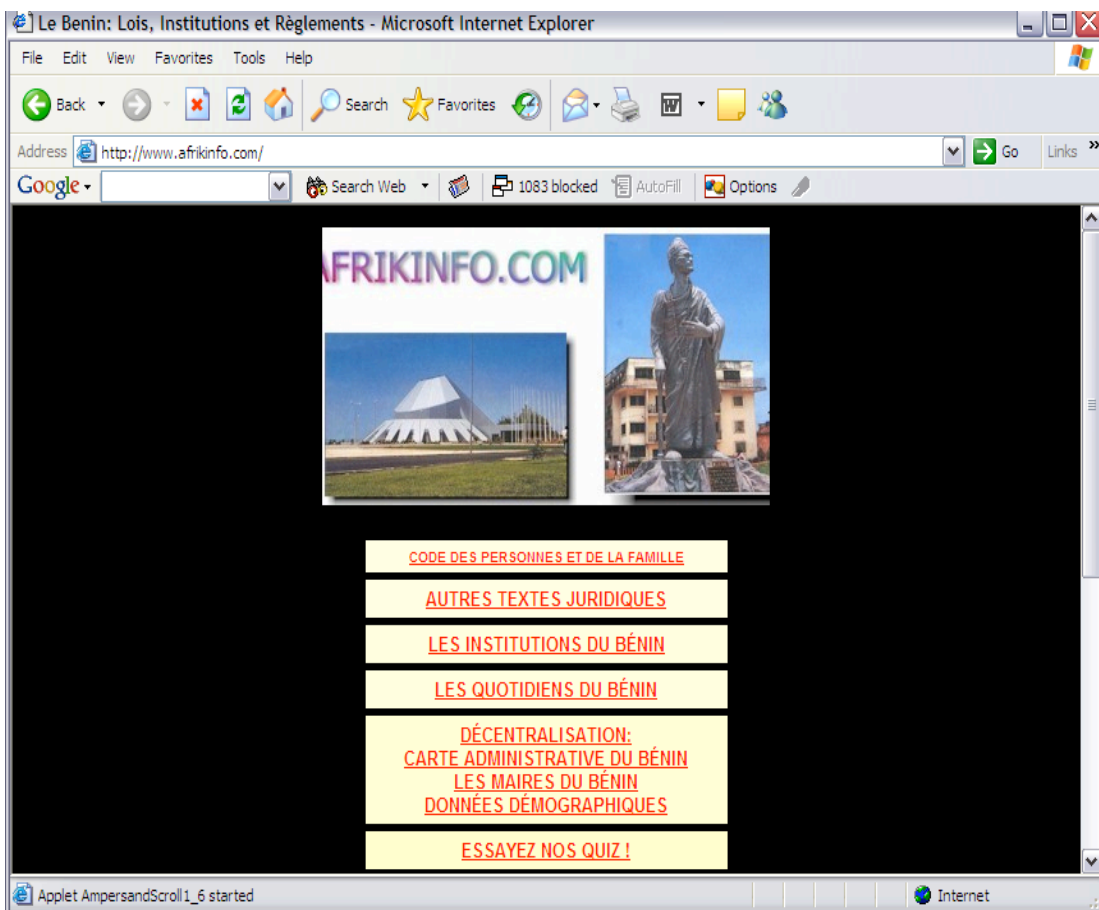 Le Benin: Lois, Institutions et Règlements - Microsoft Internet Explorer
File Edit View Favorites Tools Help
Back Search Favorites
Address http://www.afrikinfo.com/ Go Links »
Google Search Web 1083 blocked AutoFill Options
AFRIKINFO.COM
CODE DES PERSONNES ET DE LA FAMILLE
AUTRES TEXTES JURIDIQUES
LES INSTITUTIONS DU BÉNIN
LES QUOTIDIENS DU BÉNIN
DÉCENTRALISATION:
CARTE ADMINISTRATIVE DU BÉNIN
LES MAIRES DU BÉNIN
DONNÉES DÉMOGRAPHIQUES
ESSAYEZ NOS QUIZ !
Applet AmpersandScroll1_6 started Internet